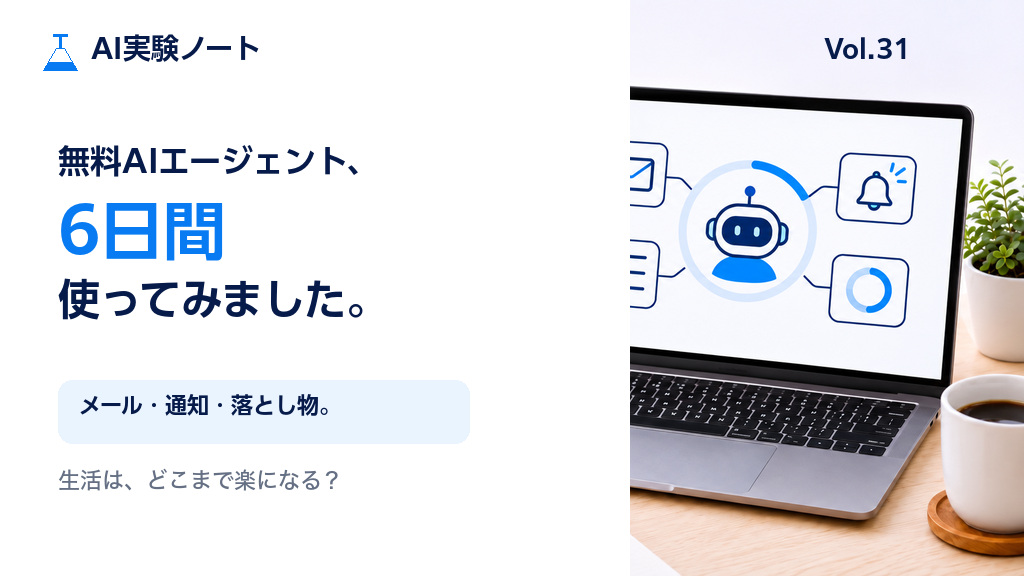 AI実験ノート
Vol.31
無料AIエージェント、
6日間
使ってみました。
メール・通知・落とし物。
生活は、どこまで楽になる？